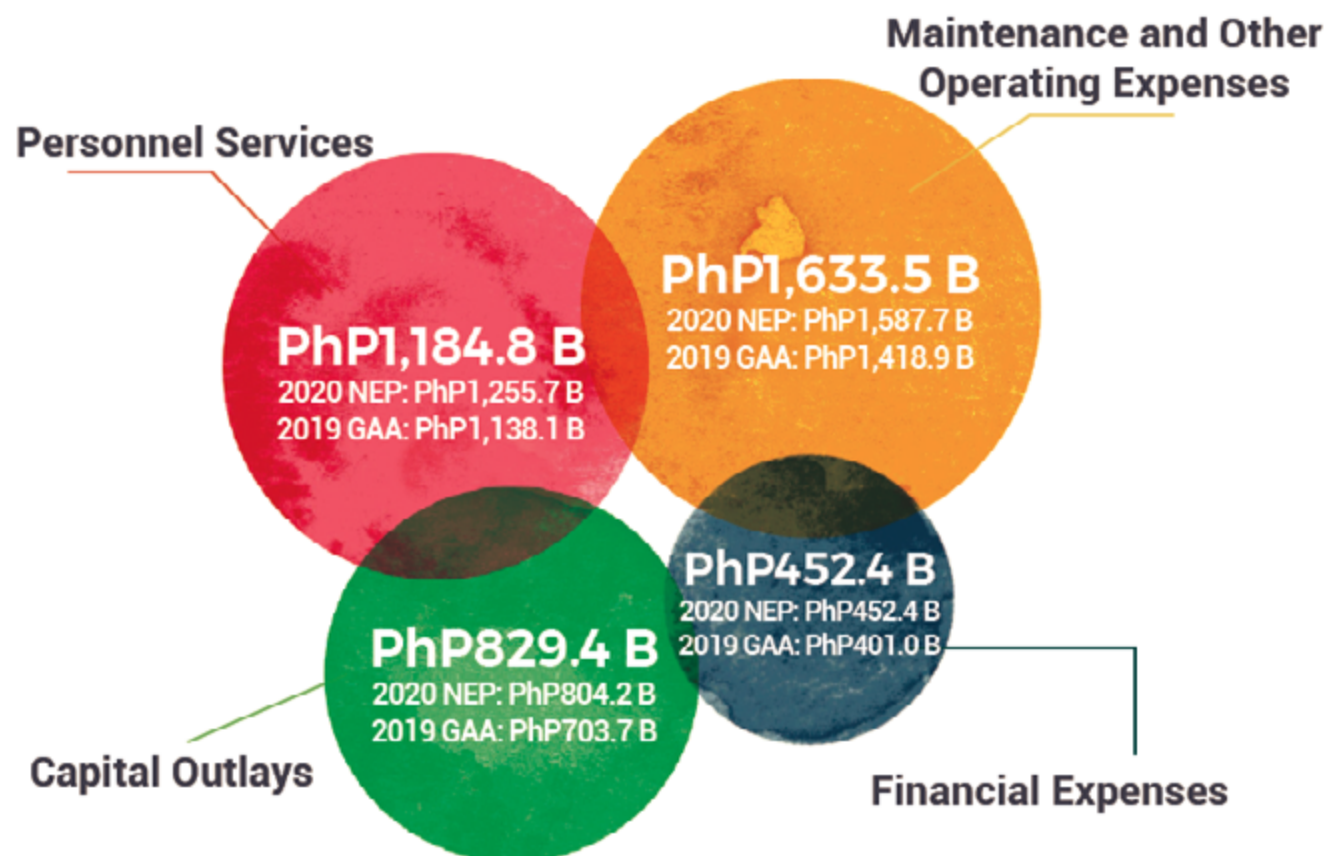 Maintenance and Other
Operating Expenses
Personnel Services
PhP1,633.5 B
2020 NEP: PhP1,587.7 B
2019 GAA: PhP1,418.9 B
PhP1,184.8 B
2020 NEP: PhP1,255.7 B
2019 GAA: PhP1,138.1 B
PhP452.4 B
2020 NEP: PhP452.4 B
2019 GAA: PhP401.0 B
PhP829.4 B
2020 NEP: PhP804.2 B
2019 GAA: PhP703.7 B
Capital Outlays
Financial Expenses